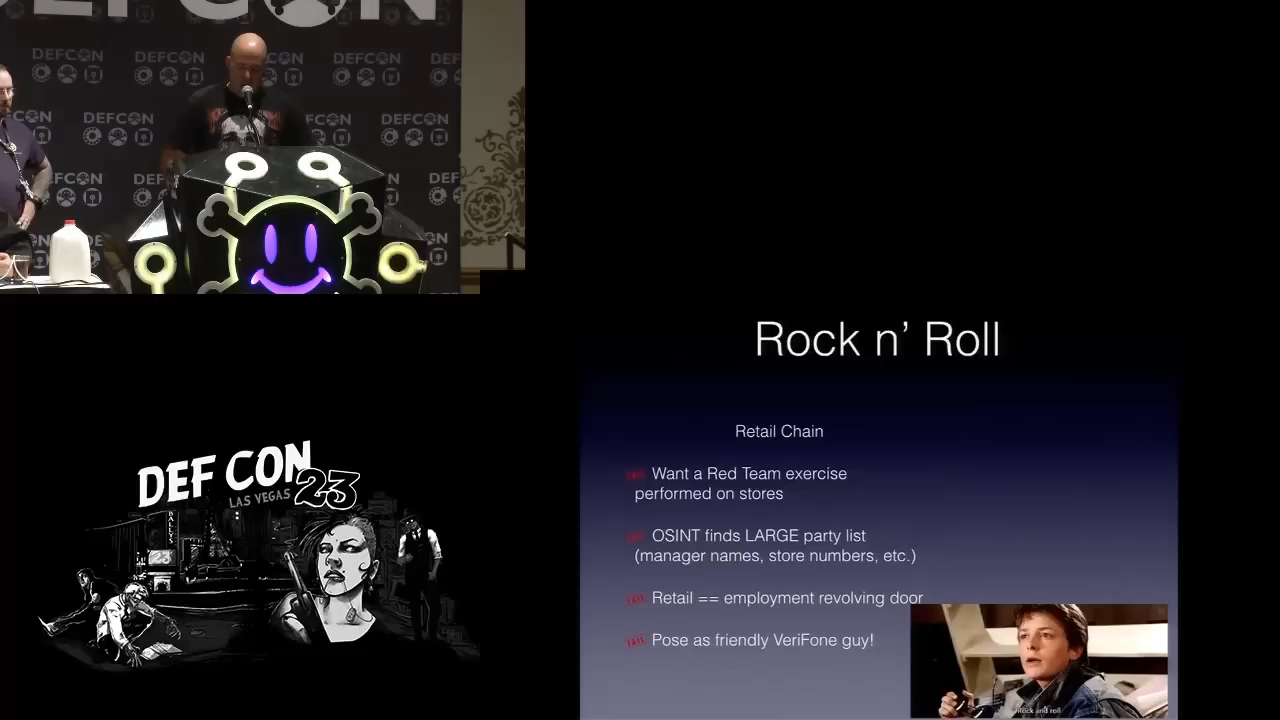 DEFCON
DEFCON
DEFCON
DEFCON
DEFCON
DEFCON
DEFCON
DEF CON 23
LAS VEGAS
BALLYS
Rock n’ Roll
Retail Chain
Want a Red Team exercise
performed on stores
OSINT finds LARGE party list
(manager names, store numbers, etc.)
Retail == employment revolving door
Pose as friendly VeriFone guy!
Rock and roll